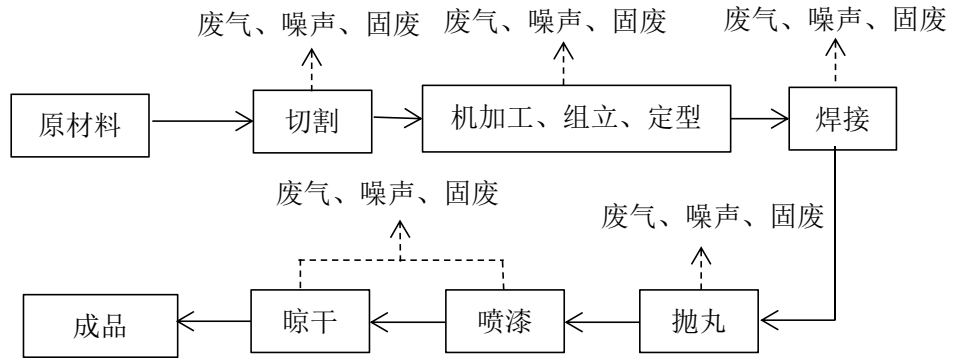 废气、噪声、固废
废气、噪声、固废
废气、噪声、固废
原材料
切割
机加工、组立、定型
焊接
废气、噪声、固废
废气、噪声、固废
成品
晾干
喷漆
抛丸